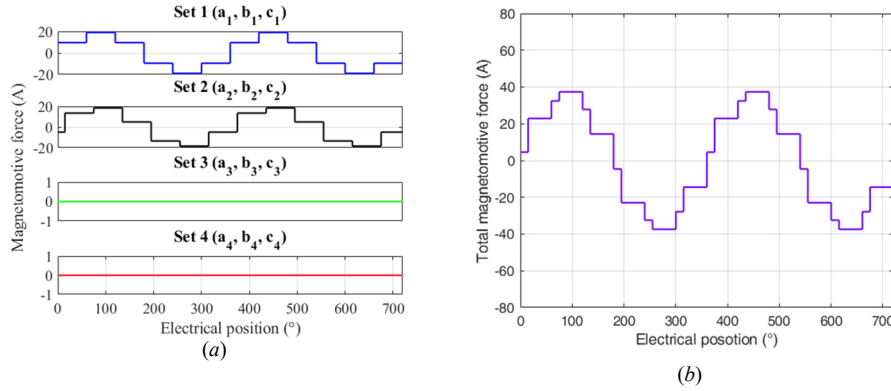 Set 1 (a1, b1, c1)
20
0
-20
Set 2 (a2, b2, c2)
20
0
-20
Set 3 (a3, b3, c3)
1
0
-1
Set 4 (a4, b4, c4)
1
0
-1
0 100 200 300 400 500 600 700
Electrical position (°)
Magnetomotive force (A)
(a)
80
60
40
20
0
-20
-40
-60
-80
0 100 200 300 400 500 600 700
Electrical posotion (°)
Total magnetomotive force (A)
(b)